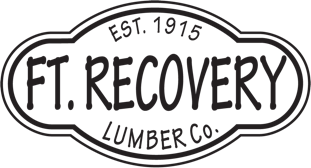 EST. 1915
FT. RECOVERY
LUMBER CO.